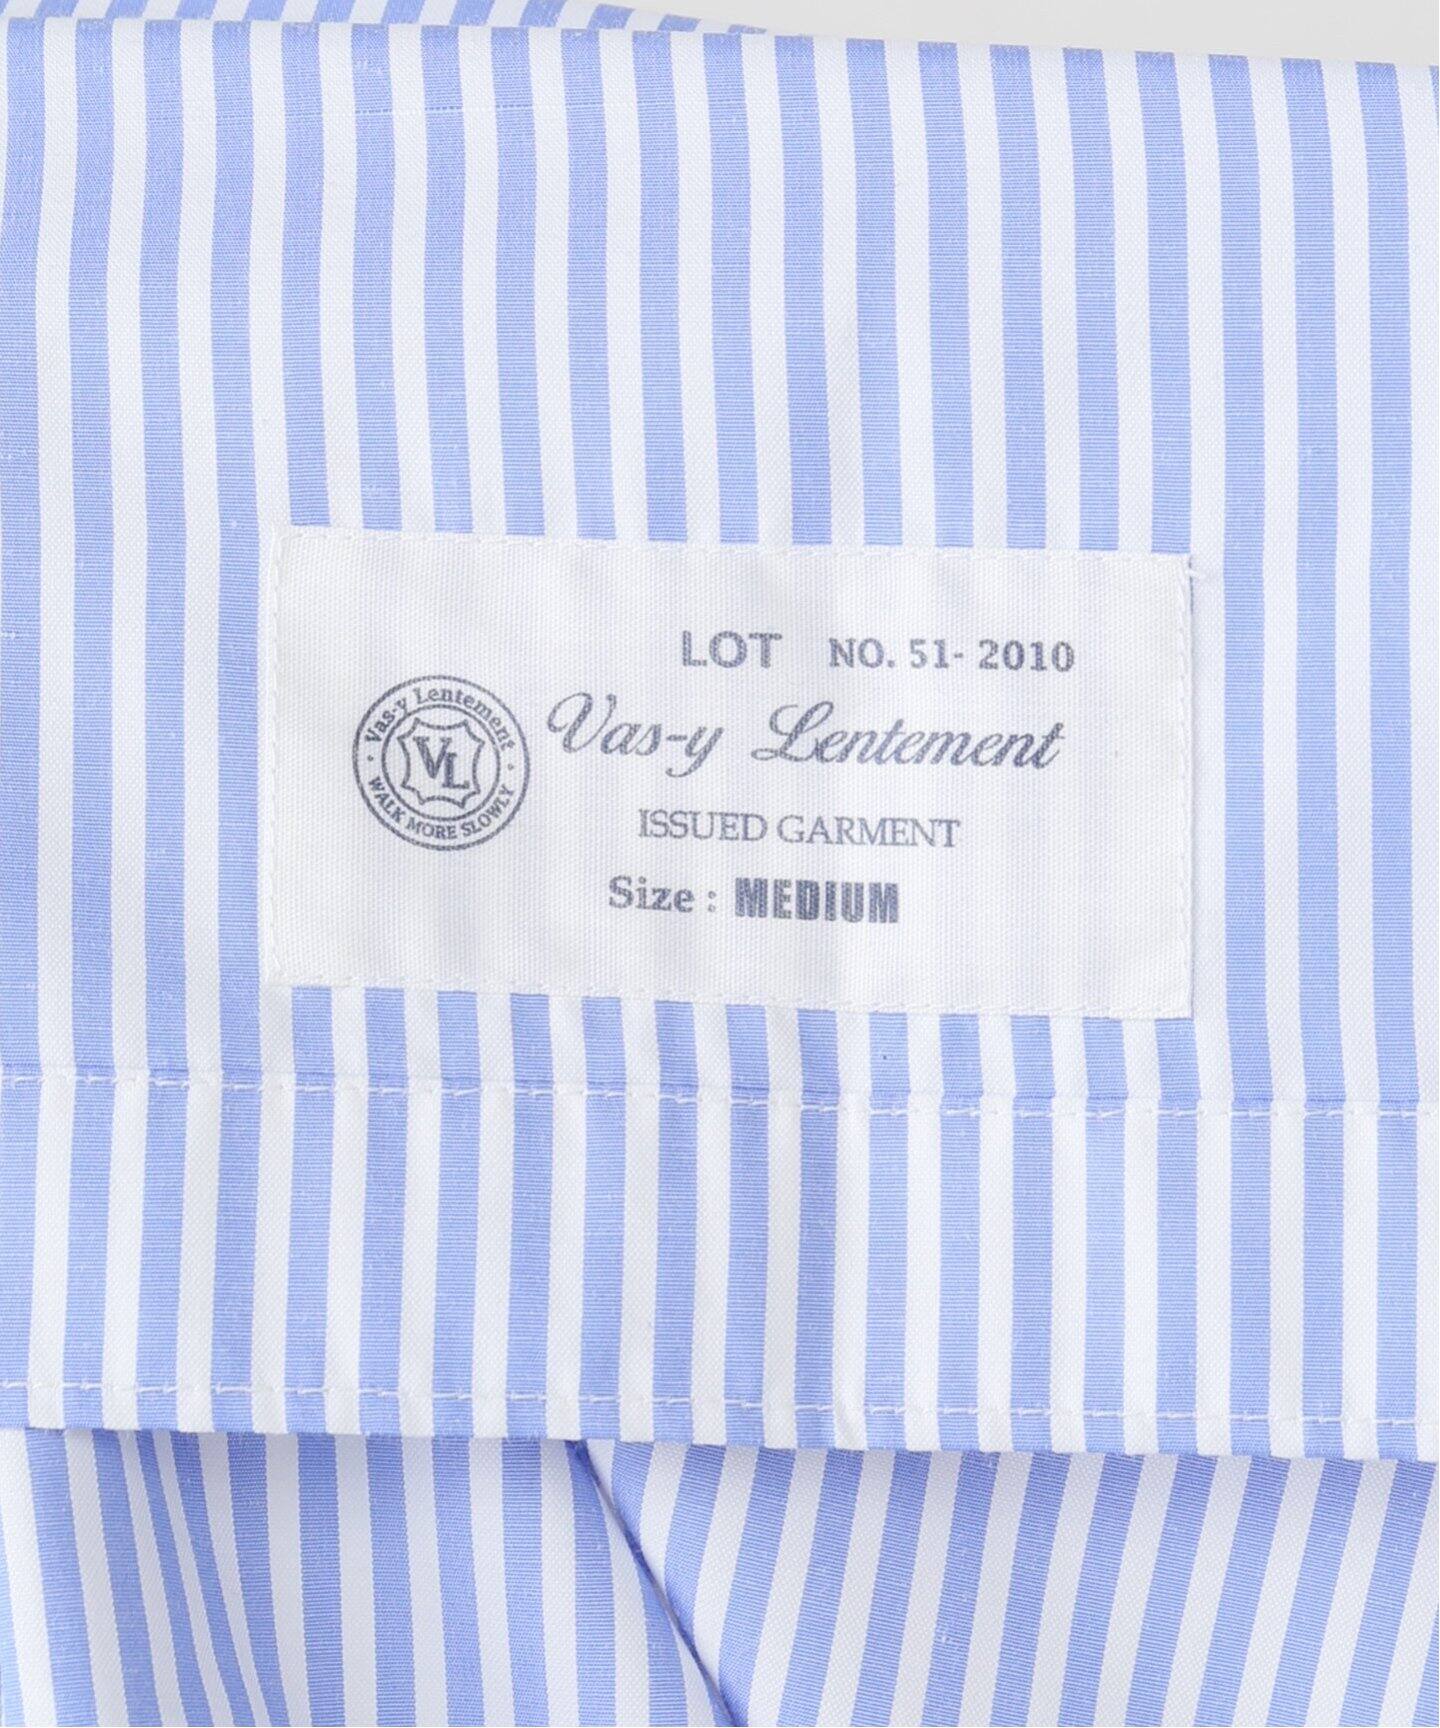 LOT NO. 51- 2010
Vas-y Lentement
VL
WALK MORE SLOWLY
Vas-y Lentement
ISSUED GARMENT
Size : MEDIUM